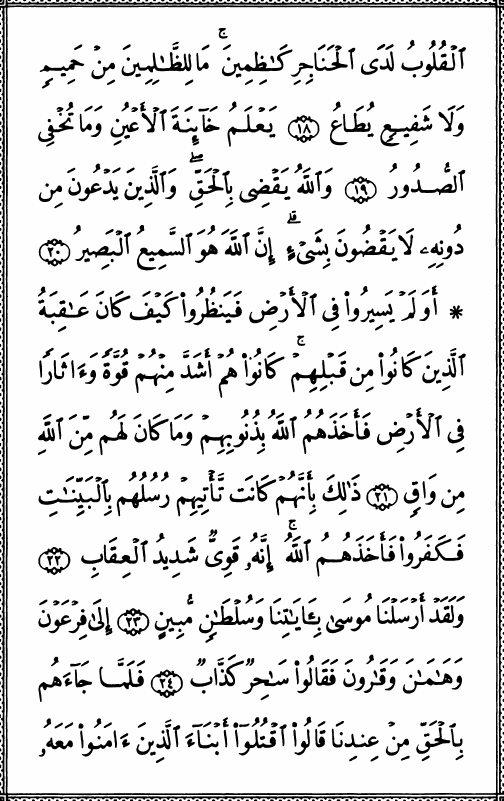 ٱلۡقُلُوبُ لَدَى ٱلۡحَنَاجِرِ كَٰظِمِينَۚ مَا لِلظَّٰلِمِينَ مِنۡ حَمِيمٖ
وَلَا شَفِيعٖ يُطَاعُ ١٨ يَعۡلَمُ خَآئِنَةَ ٱلۡأَعۡيُنِ وَمَا تُخۡفِي
ٱلصُّدُورُ ١٩ وَٱللَّهُ يَقۡضِي بِٱلۡحَقِّۖ وَٱلَّذِينَ يَدۡعُونَ مِن
دُونِهِۦ لَا يَقۡضُونَ بِشَيۡءٍۗ إِنَّ ٱللَّهَ هُوَ ٱلسَّمِيعُ ٱلۡبَصِيرُ ٢٠
* أَوَلَمۡ يَسِيرُواْ فِي ٱلۡأَرۡضِ فَيَنظُرُواْ كَيۡفَ كَانَ عَٰقِبَةُ
ٱلَّذِينَ كَانُواْ مِن قَبۡلِهِمۡۚ كَانُواْ هُمۡ أَشَدَّ مِنۡهُمۡ قُوَّةٗ وَءَاثَارٗا
فِي ٱلۡأَرۡضِ فَأَخَذَهُمُ ٱللَّهُ بِذُنُوبِهِمۡ وَمَا كَانَ لَهُم مِّنَ ٱللَّهِ
مِن وَاقٖ ٢١ ذَٰلِكَ بِأَنَّهُمۡ كَانَت تَّأۡتِيهِمۡ رُسُلُهُم بِٱلۡبَيِّنَٰتِ
فَكَفَرُواْ فَأَخَذَهُمُ ٱللَّهُۚ إِنَّهُۥ قَوِيّٞ شَدِيدُ ٱلۡعِقَابِ ٢٢
وَلَقَدۡ أَرۡسَلۡنَا مُوسَىٰ بِـَٔايَٰتِنَا وَسُلۡطَٰنٖ مُّبِينٍ ٢٣ إِلَىٰ فِرۡعَوۡنَ
وَهَٰمَٰنَ وَقَٰرُونَ فَقَالُواْ سَٰحِرٞ كَذَّابٞ ٢٤ فَلَمَّا جَآءَهُم
بِٱلۡحَقِّ مِنۡ عِندِنَا قَالُواْ ٱقۡتُلُوٓاْ أَبۡنَآءَ ٱلَّذِينَ ءَامَنُواْ مَعَهُۥ